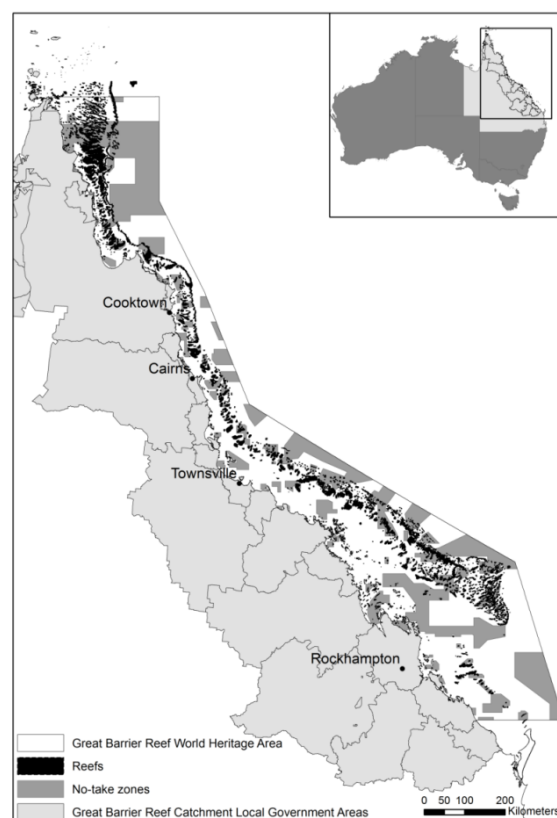 Cooktown
Cairns
Townsville
Rockhampton
Great Barrier Reef World Heritage Area
Reefs
No-take zones
Great Barrier Reef Catchment Local Government Areas
0 50 100 200
Kilometers